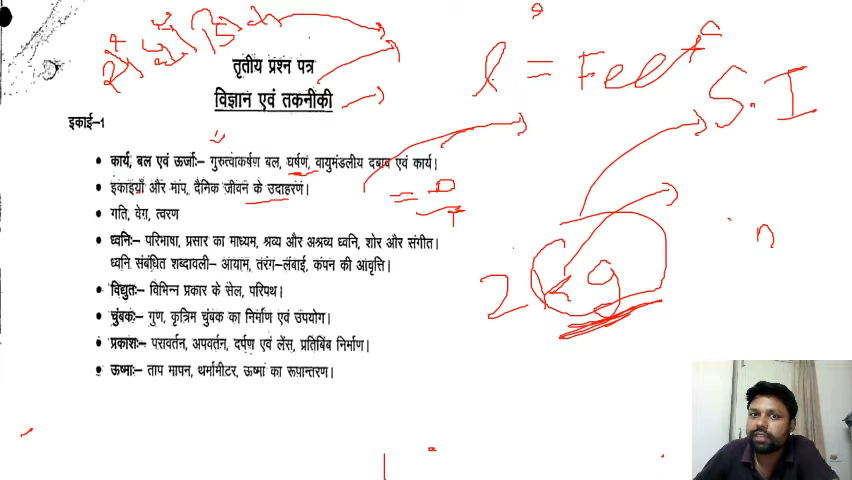 तृतीय प्रश्न पत्र
विज्ञान एवं तकनीकी
इकाई-1
• कार्य, बल एवं ऊर्जाः- गुरुत्वाकर्षण बल, घर्षण, वायुमंडलीय दबाव एवं कार्य।
• इकाइयाँ और माप, दैनिक जीवन के उदाहरण।
• गति, वेग, त्वरण
• ध्वनिः- परिभाषा, प्रसार का माध्यम, श्रव्य और अश्रव्य ध्वनि, शोर और संगीत।
ध्वनि संबंधित शब्दावली- आयाम, तरंग-लंबाई, कंपन की आवृत्ति।
• विद्युतः- विभिन्न प्रकार के सेल, परिपथ।
• चुंबकः- गुण, कृत्रिम चुंबक का निर्माण एवं उपयोग।
• प्रकाशः- परावर्तन, अपवर्तन, दर्पण एवं लेंस, प्रतिबिंब निर्माण।
• ऊष्माः- ताप मापन, थर्मामीटर, ऊष्मा का रूपान्तरण।
l = Feet
S.I
= D/T
2 Kg
n